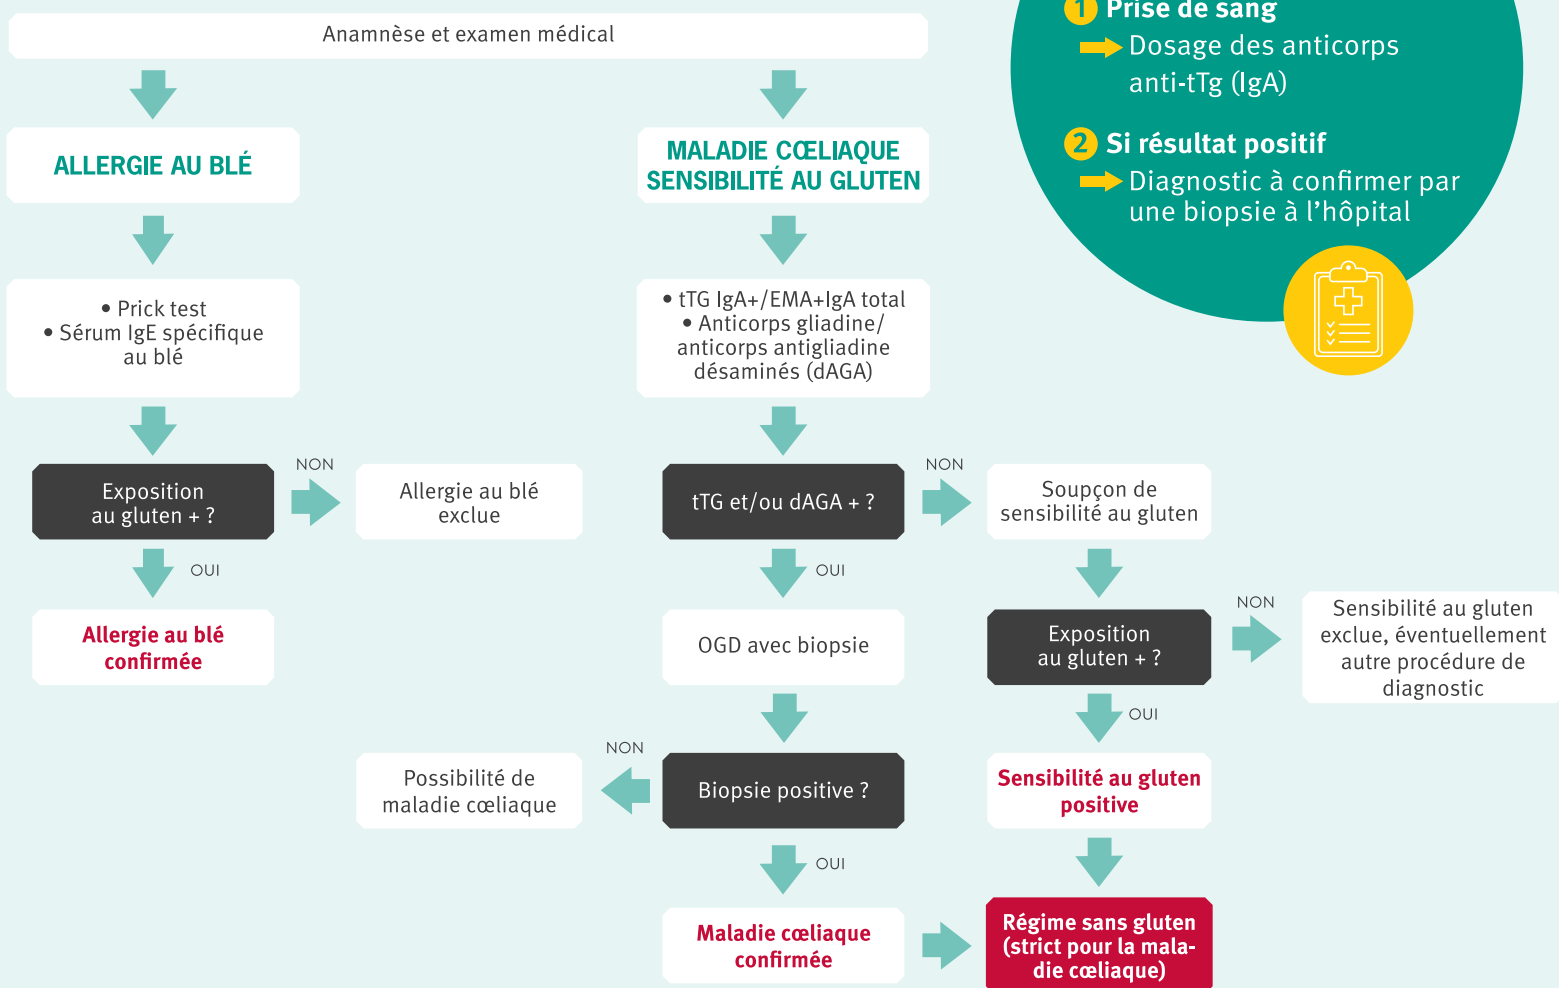 Anamnèse et examen médical
1 Prise de sang
Dosage des anticorps
anti-tTg (IgA)
2 Si résultat positif
Diagnostic à confirmer par
une biopsie à l’hôpital
ALLERGIE AU BLÉ
MALADIE CŒLIAQUE
SENSIBILITÉ AU GLUTEN
• Prick test
• Sérum IgE spécifique
au blé
• tTG IgA+/EMA+IgA total
• Anticorps gliadine/
anticorps antigliadine
désaminés (dAGA)
Exposition
au gluten + ?
NON
Allergie au blé
exclue
OUI
Allergie au blé
confirmée
tTG et/ou dAGA + ?
NON
Soupçon de
sensibilité au gluten
OUI
OGD avec biopsie
Exposition
au gluten + ?
NON
Sensibilité au gluten
exclue, éventuellement
autre procédure de
diagnostic
OUI
Biopsie positive ?
NON
Possibilité de
maladie cœliaque
Sensibilité au gluten
positive
OUI
Maladie cœliaque
confirmée
Régime sans gluten
(strict pour la mala-
die cœliaque)